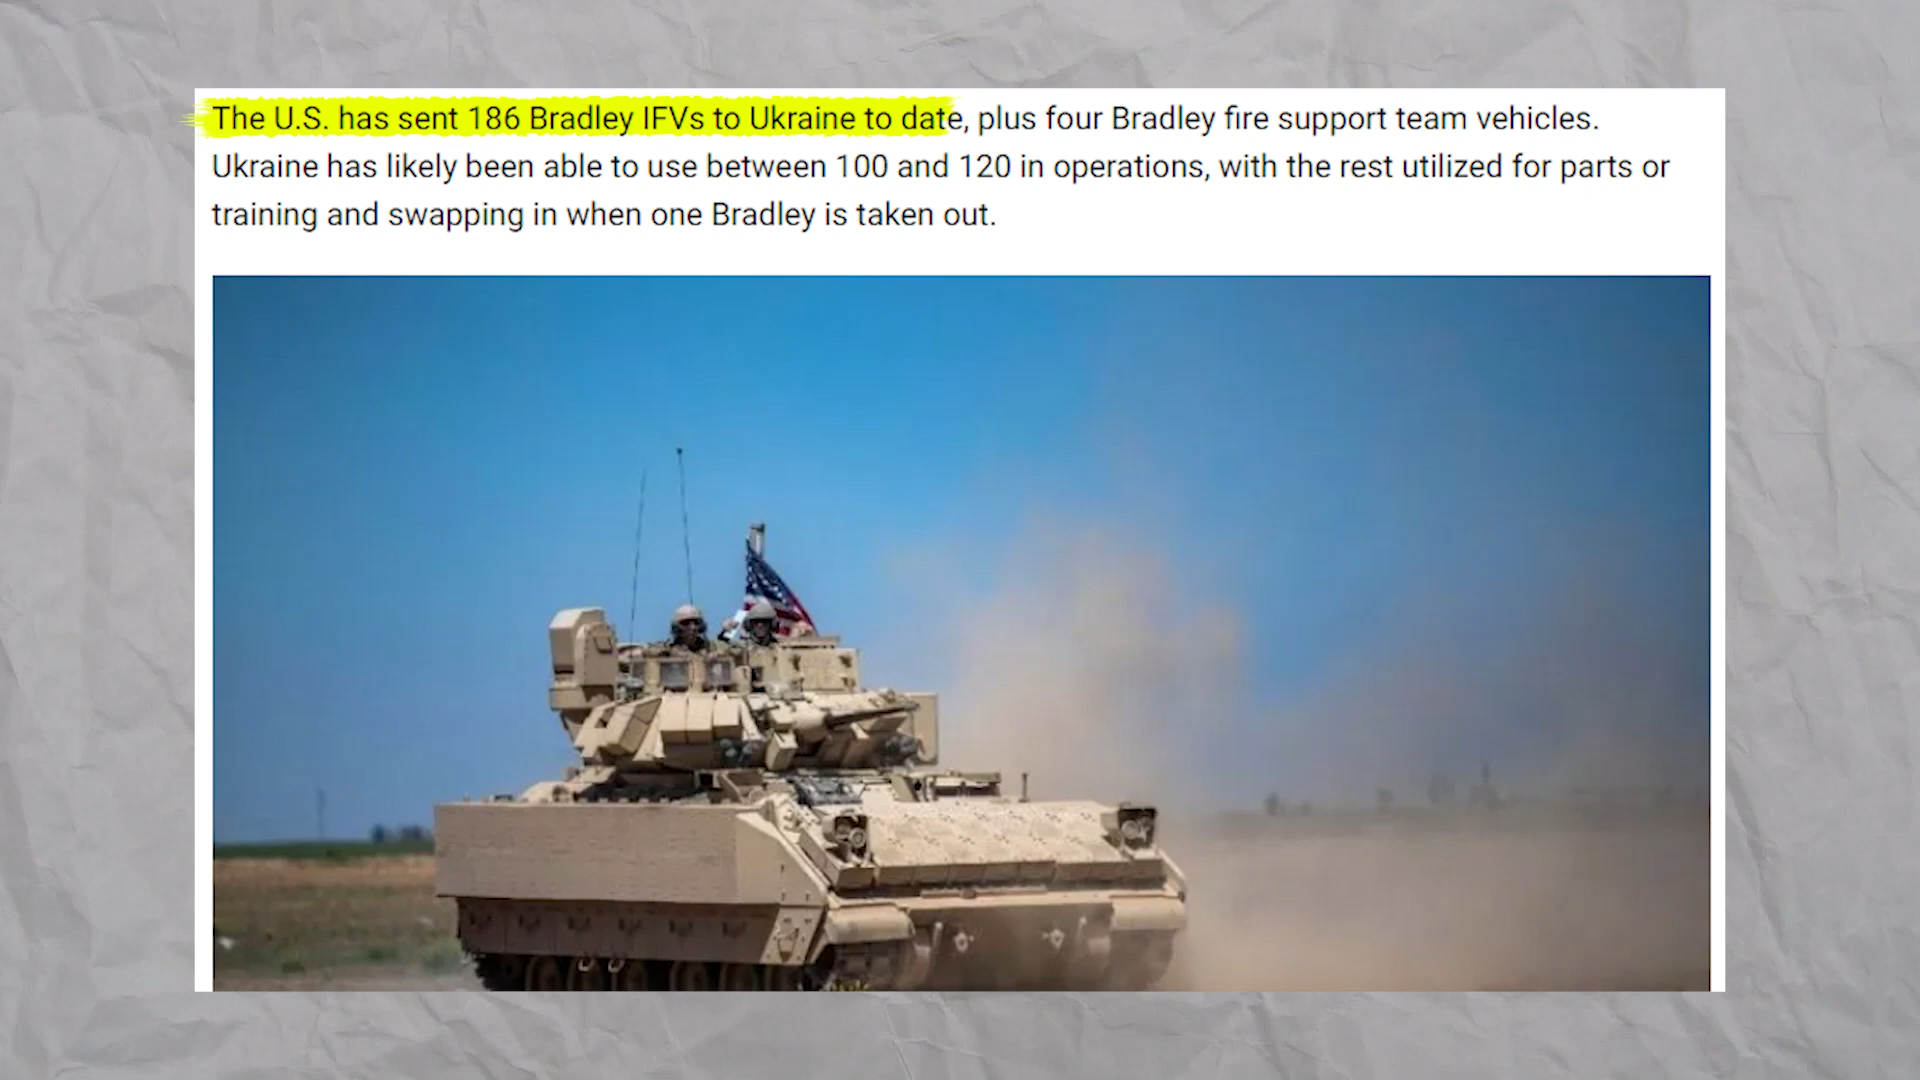 The U.S. has sent 186 Bradley IFVs to Ukraine to date, plus four Bradley fire support team vehicles.
Ukraine has likely been able to use between 100 and 120 in operations, with the rest utilized for parts or
training and swapping in when one Bradley is taken out.